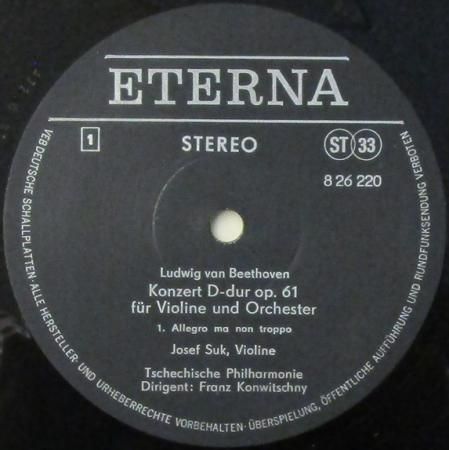 ETERNA
1
STEREO
ST 33
8 26 220
Ludwig van Beethoven
Konzert D-dur op. 61
für Violine und Orchester
1. Allegro ma non troppo
Josef Suk, Violine
Tschechische Philharmonie
Dirigent: Franz Konwitschny
VEB DEUTSCHE SCHALLPLATTEN · ALLE HERSTELLER- UND URHEBERRECHTE VORBEHALTEN · ÜBERSPIELUNG, ÖFFENTLICHE AUFFÜHRUNG UND RUNDFUNKSENDUNG VERBOTEN